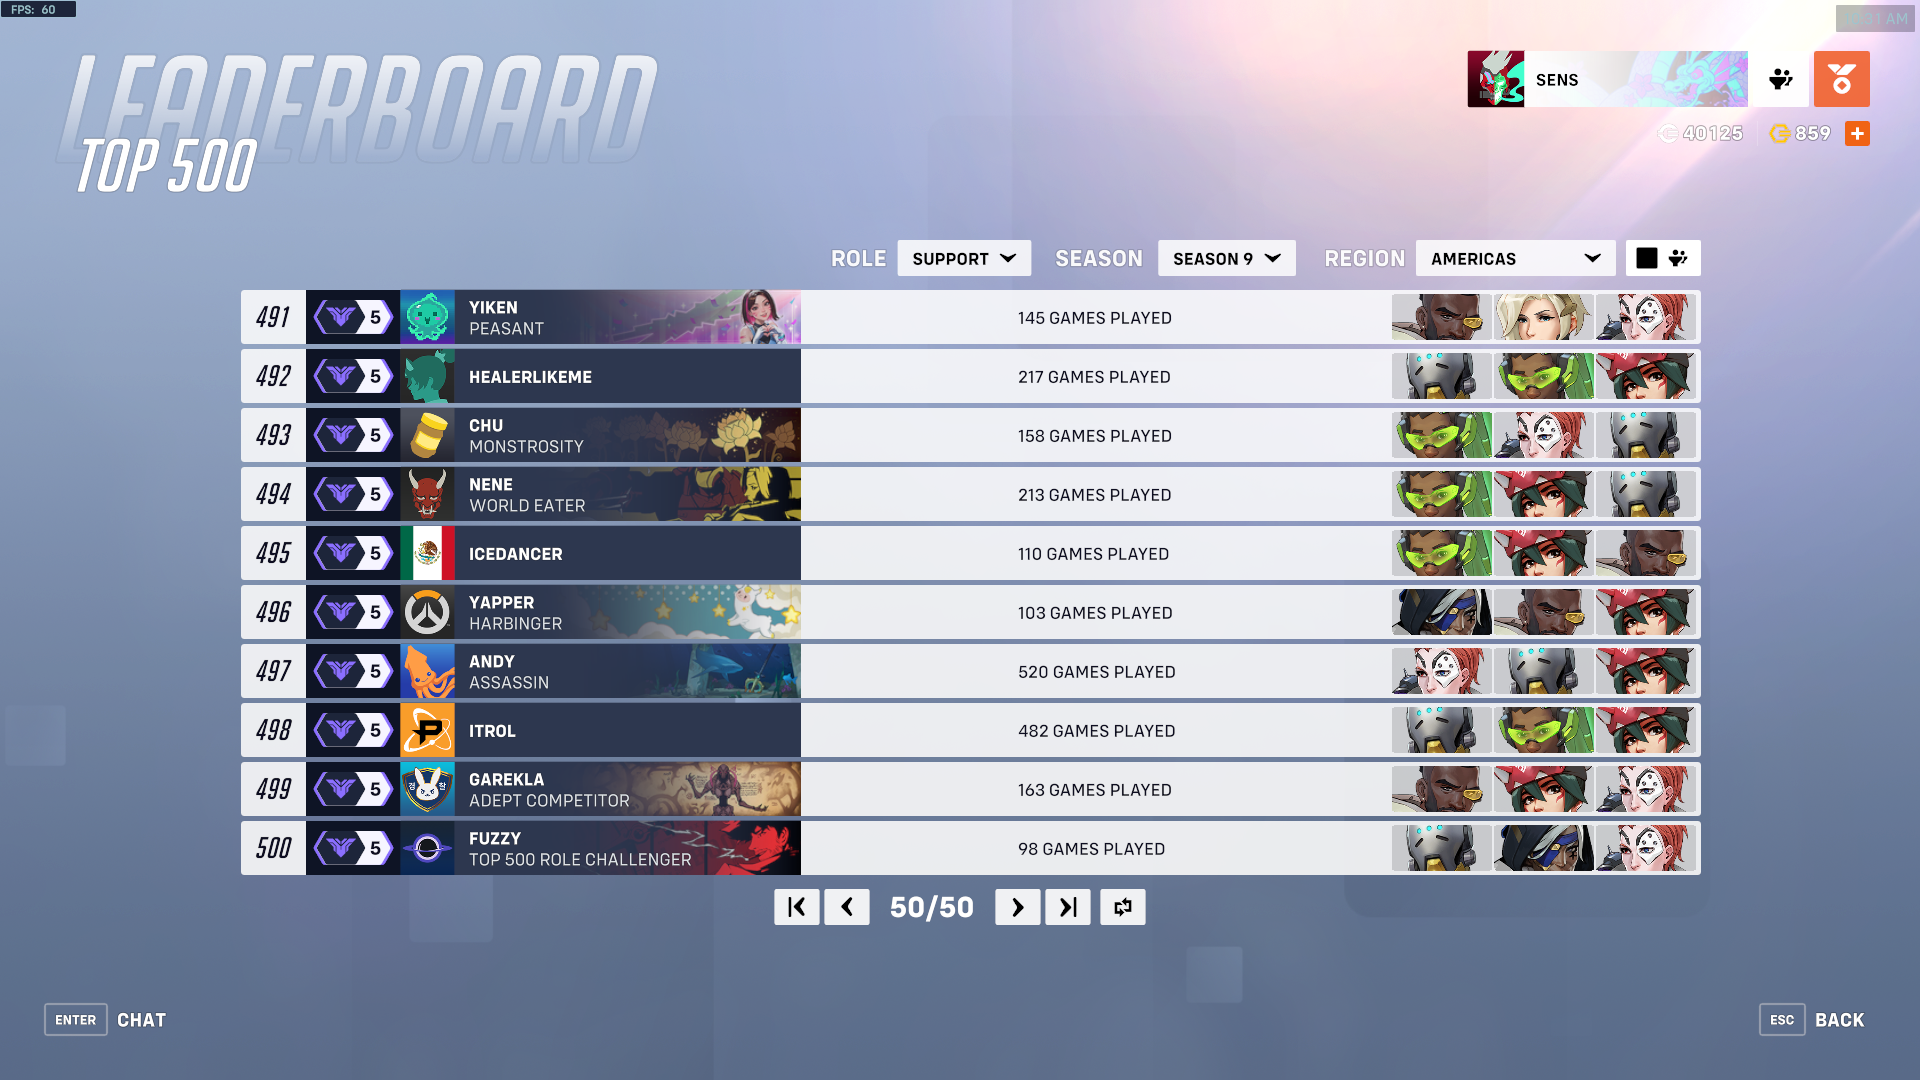 FPS: 60
AM
LEADERBOARD
TOP 500
SENS
40125 859
ROLE SUPPORT SEASON SEASON 9 REGION AMERICAS
491 5 YIKEN
PEASANT
145 GAMES PLAYED
492 5 HEALERLIKEME 217 GAMES PLAYED
493 5 CHU
MONSTROSITY
158 GAMES PLAYED
494 5 NENE
WORLD EATER
213 GAMES PLAYED
495 5 ICEDANCER 110 GAMES PLAYED
496 5 YAPPER
HARBINGER
103 GAMES PLAYED
497 5 ANDY
ASSASSIN
520 GAMES PLAYED
498 5 ITROL 482 GAMES PLAYED
499 5 GAREKLA
ADEPT COMPETITOR
163 GAMES PLAYED
500 5 FUZZY
TOP 500 ROLE CHALLENGER
98 GAMES PLAYED
50/50
ENTER CHAT
ESC BACK